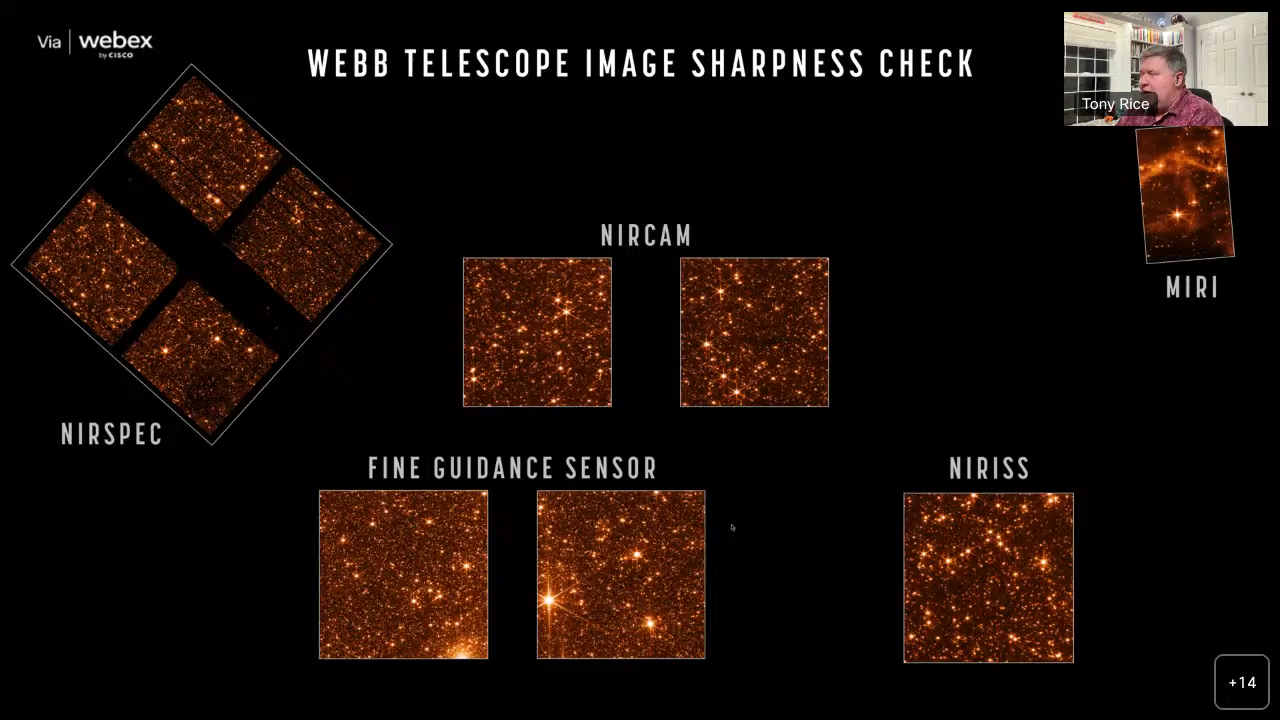 Via | webex
by CISCO
WEBB TELESCOPE IMAGE SHARPNESS CHECK
Tony Rice
NIRCAM
MIRI
NIRSPEC
FINE GUIDANCE SENSOR
NIRISS
+14